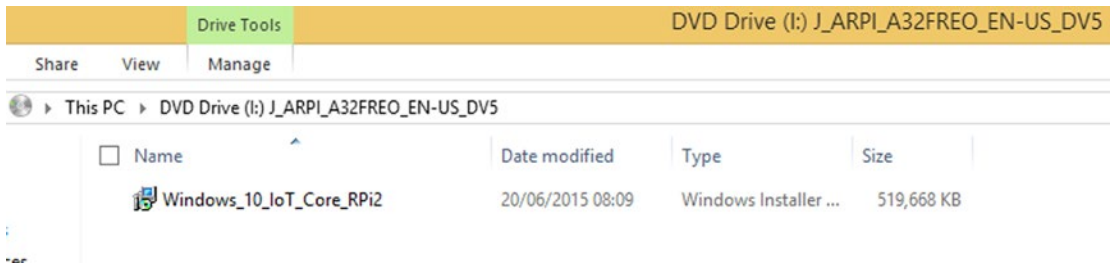 Drive Tools
DVD Drive (I:) J_ARPI_A32FREO_EN-US_DV5
Share View Manage
This PC DVD Drive (I:) J_ARPI_A32FREO_EN-US_DV5
Name Date modified Type Size
Windows_10_IoT_Core_RPi2 20/06/2015 08:09 Windows Installer ... 519,668 KB